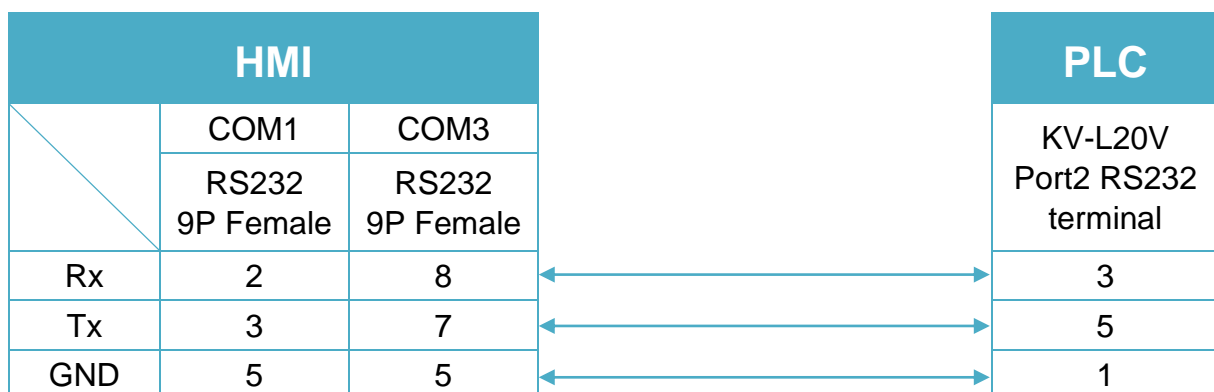 HMI
PLC
COM1 COM3
RS232 RS232
9P Female 9P Female
KV-L20V
Port2 RS232
terminal
Rx 2 8 3
Tx 3 7 5
GND 5 5 1